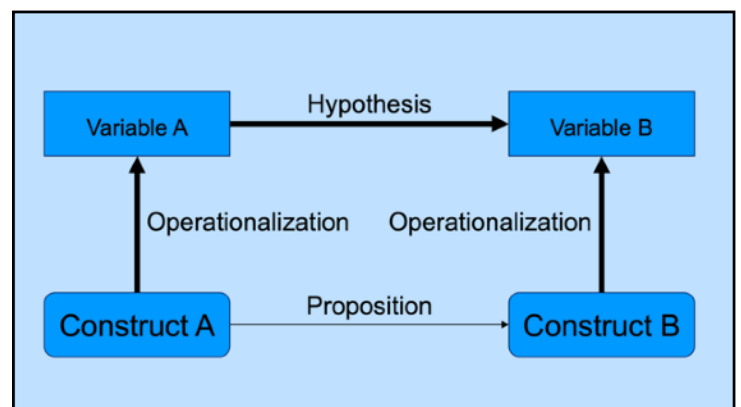 Hypothesis
Variable A
Variable B
Operationalization
Operationalization
Proposition
Construct A
Construct B